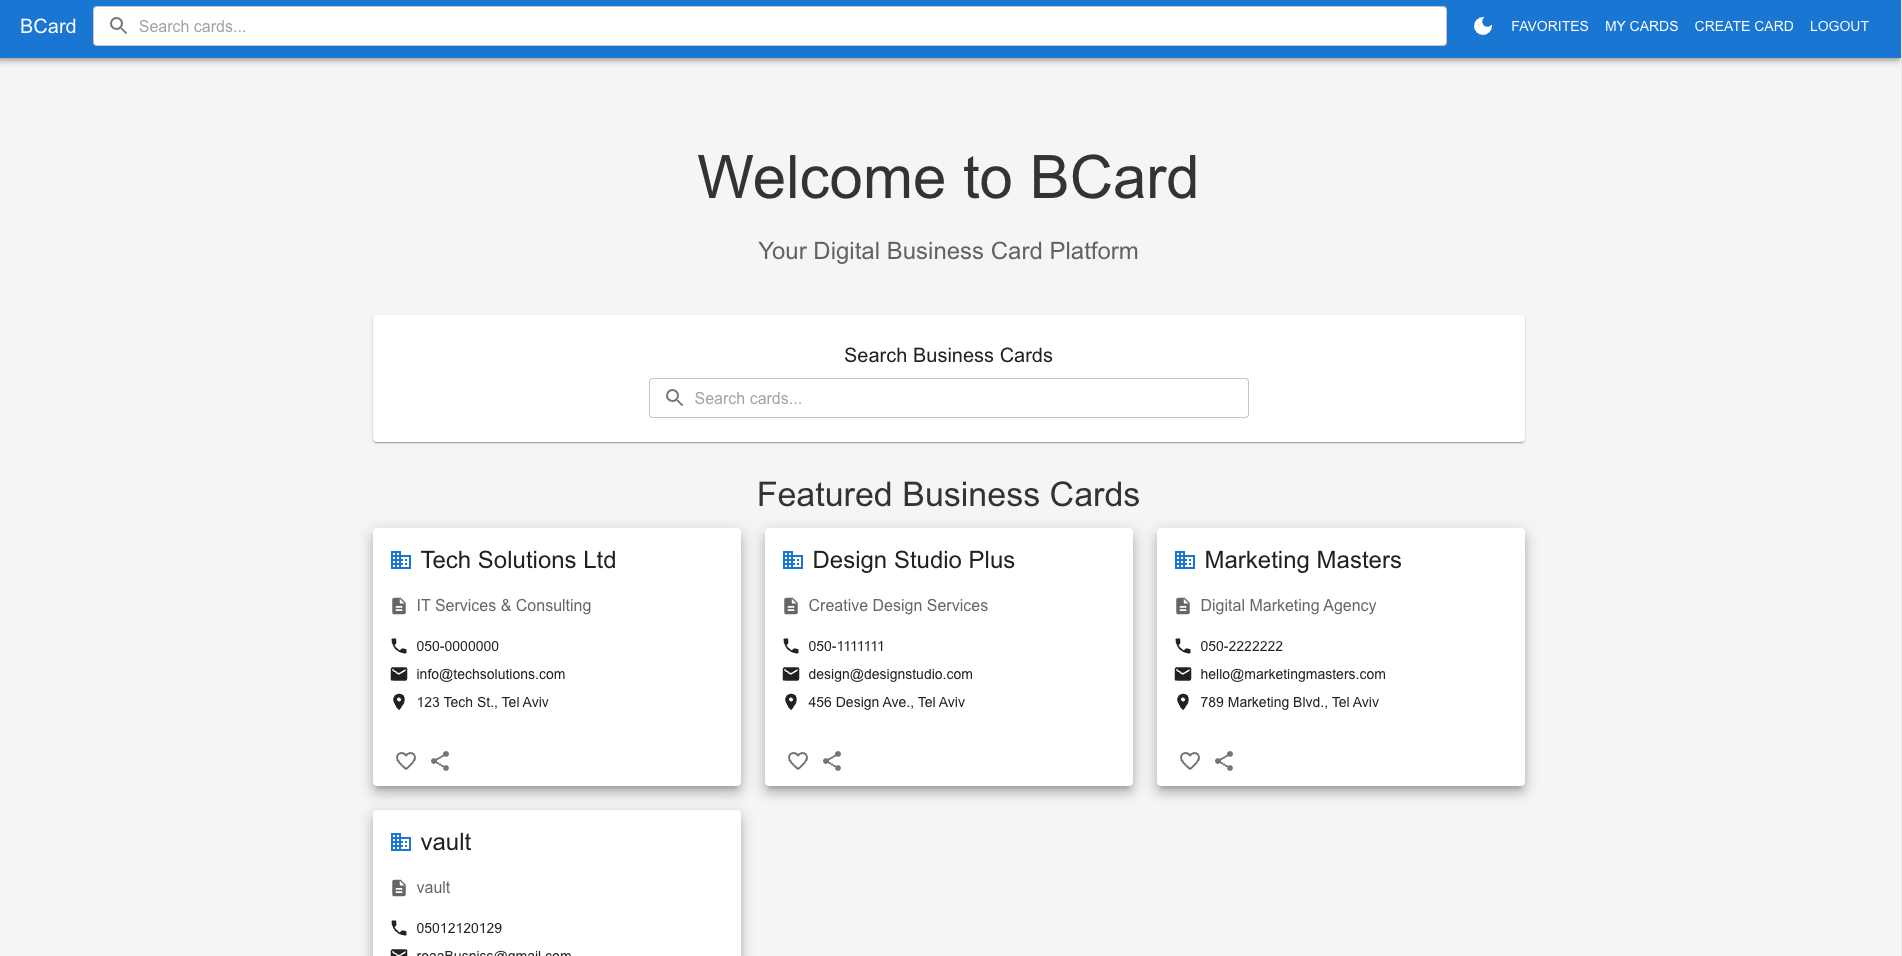 BCard
Search cards...
FAVORITES
MY CARDS
CREATE CARD
LOGOUT
Welcome to BCard
Your Digital Business Card Platform
Search Business Cards
Search cards...
Featured Business Cards
Tech Solutions Ltd
IT Services & Consulting
050-0000000
info@techsolutions.com
123 Tech St., Tel Aviv
Design Studio Plus
Creative Design Services
050-1111111
design@designstudio.com
456 Design Ave., Tel Aviv
Marketing Masters
Digital Marketing Agency
050-2222222
hello@marketingmasters.com
789 Marketing Blvd., Tel Aviv
vault
vault
05012120129